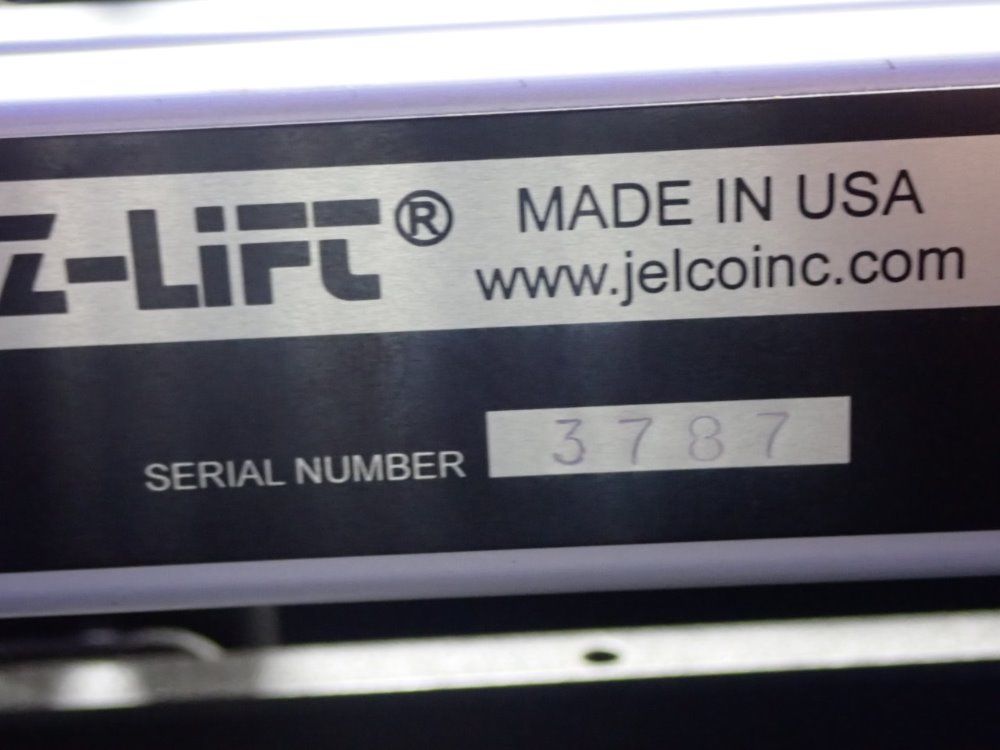 Z-LiFT® MADE IN USA
www.jelcoinc.com
SERIAL NUMBER 3787